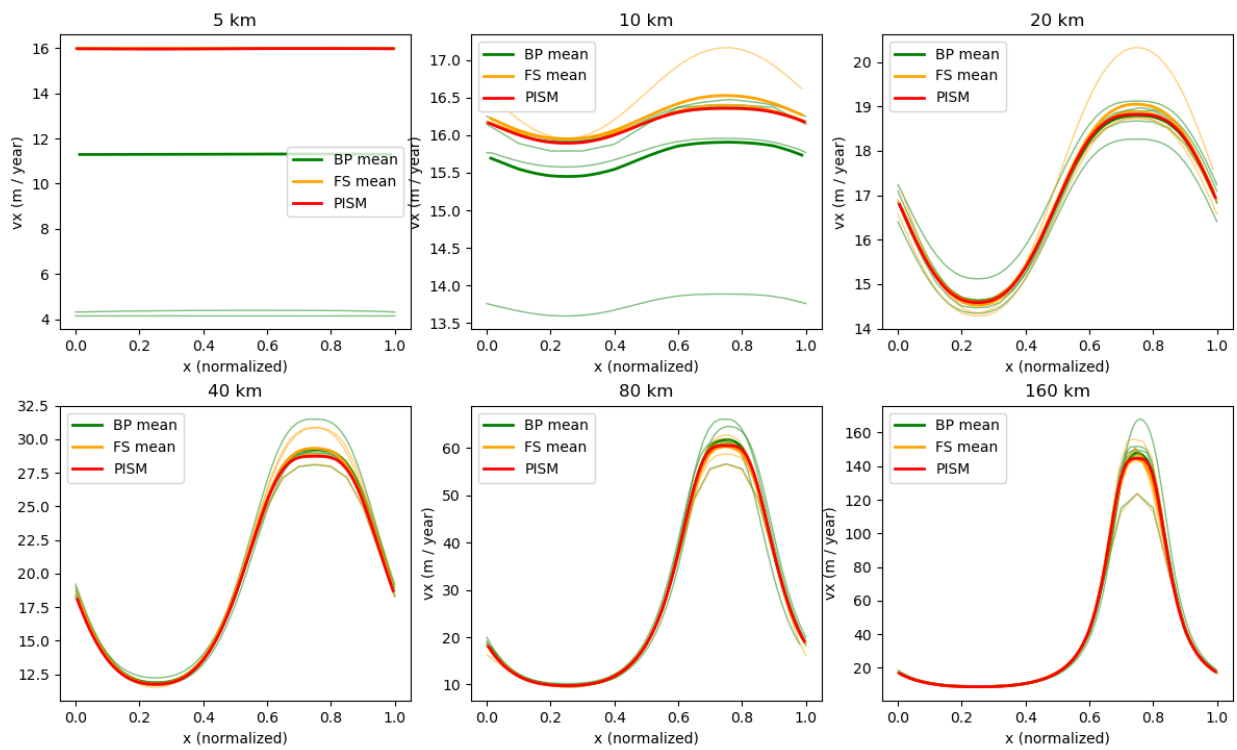 5 km
vx (m / year)
16
14
12
10
8
6
4
BP mean
FS mean
PISM
0.0 0.2 0.4 0.6 0.8 1.0
x (normalized)
10 km
vx (m / year)
17.0
16.5
16.0
15.5
15.0
14.5
14.0
13.5
BP mean
FS mean
PISM
0.0 0.2 0.4 0.6 0.8 1.0
x (normalized)
20 km
vx (m / year)
20
19
18
17
16
15
14
BP mean
FS mean
PISM
0.0 0.2 0.4 0.6 0.8 1.0
x (normalized)
40 km
vx (m / year)
32.5
30.0
27.5
25.0
22.5
20.0
17.5
15.0
12.5
BP mean
FS mean
PISM
0.0 0.2 0.4 0.6 0.8 1.0
x (normalized)
80 km
vx (m / year)
60
50
40
30
20
10
BP mean
FS mean
PISM
0.0 0.2 0.4 0.6 0.8 1.0
x (normalized)
160 km
vx (m / year)
160
140
120
100
80
60
40
20
BP mean
FS mean
PISM
0.0 0.2 0.4 0.6 0.8 1.0
x (normalized)